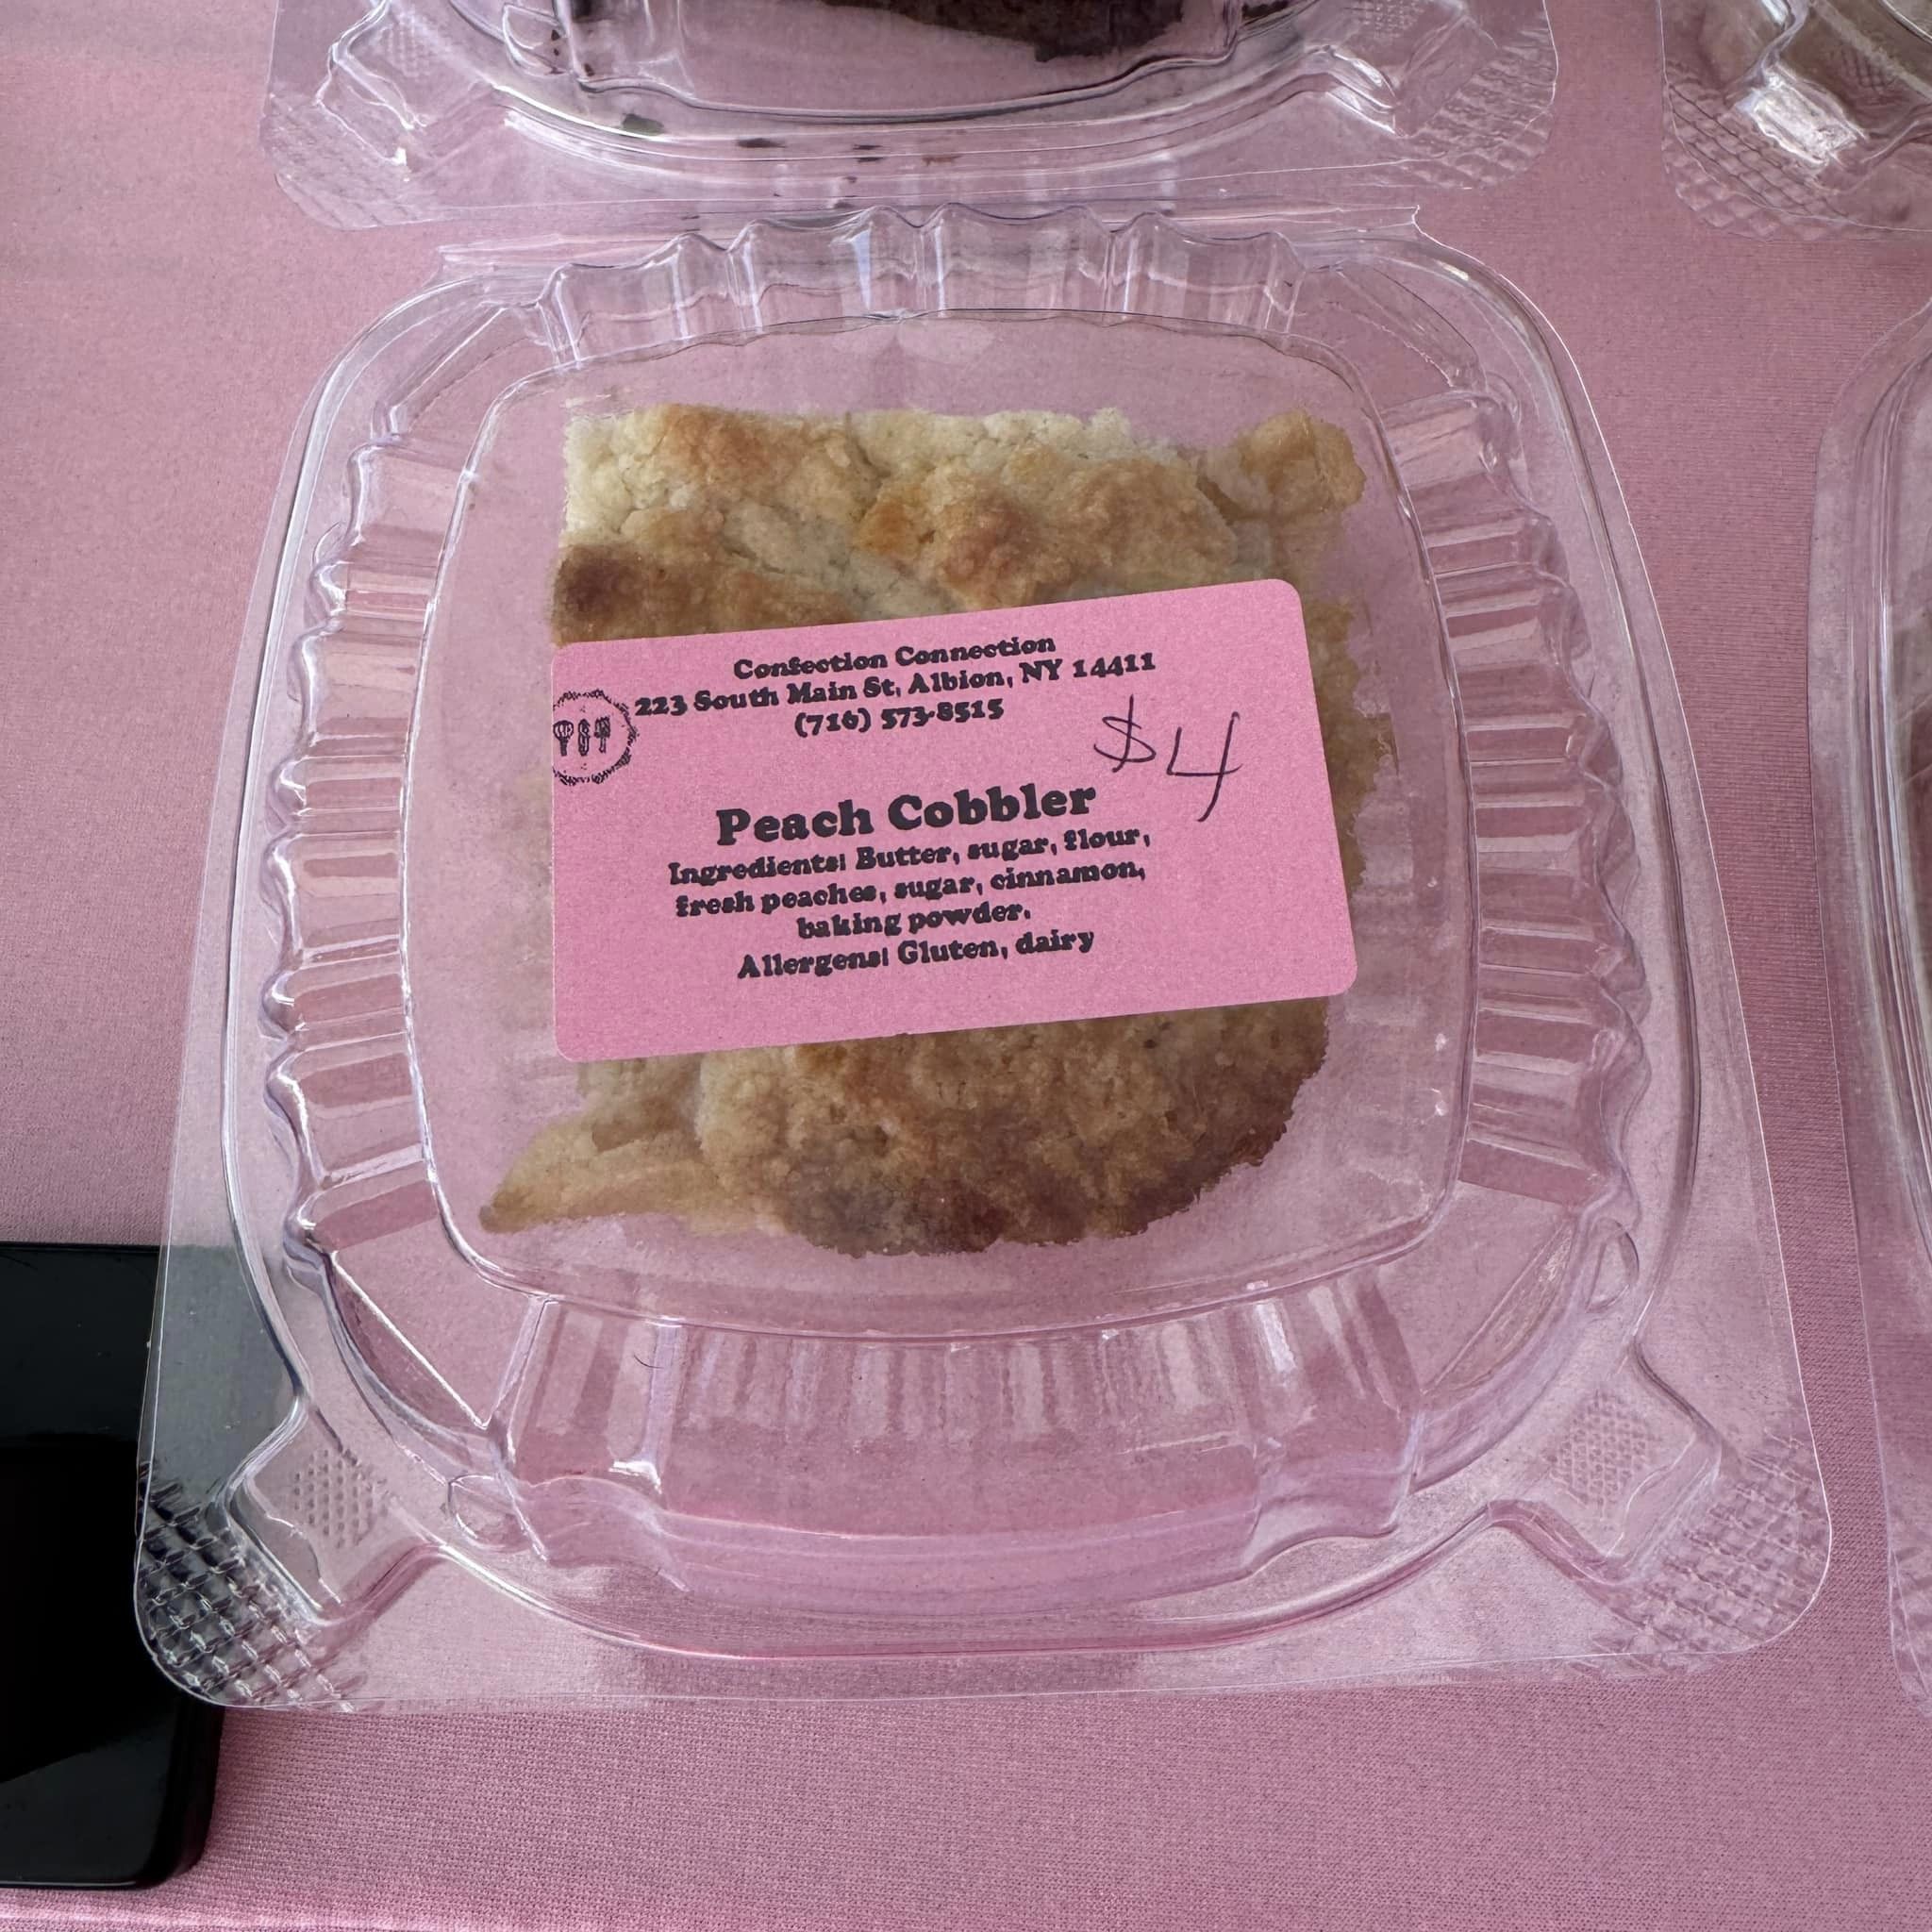 Confection Connection
223 South Main St, Albion, NY 14411
(716) 573-8515
$4
Peach Cobbler
Ingredients: Butter, sugar, flour,
fresh peaches, sugar, cinnamon,
baking powder.
Allergens: Gluten, dairy